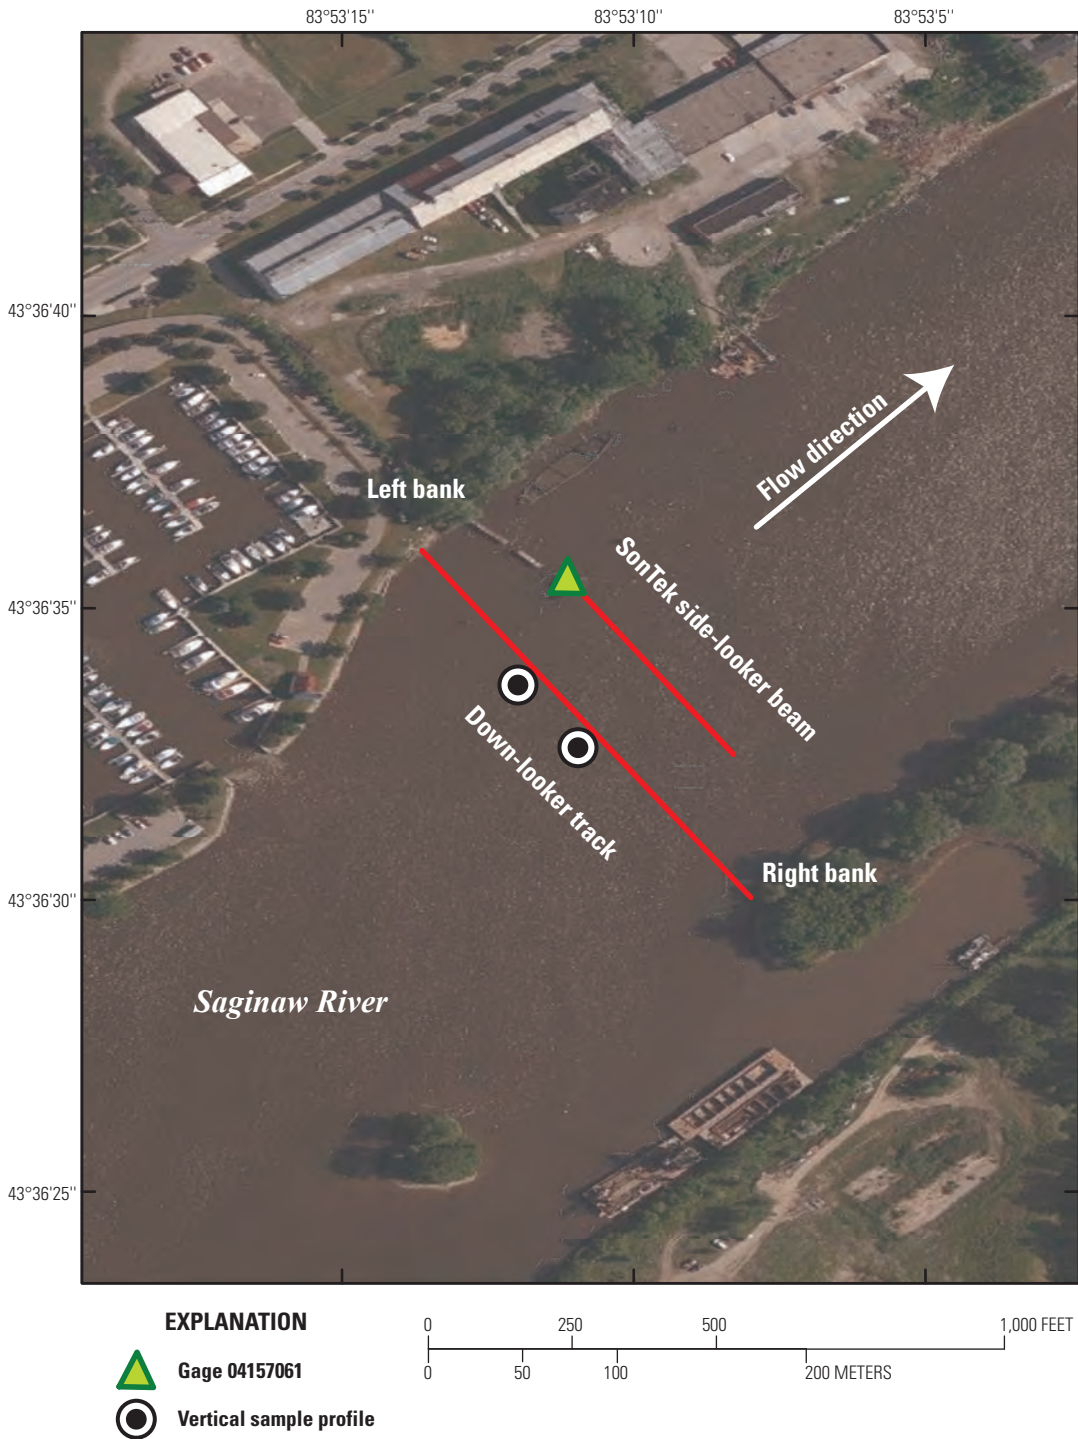 83°53'15"
83°53'10"
83°53'5"
43°36'40"
Flow direction
Left bank
SonTek side-looker beam
43°36'35"
Down-looker track
Right bank
43°36'30"
Saginaw River
43°36'25"
EXPLANATION
Gage 04157061
Vertical sample profile
0 250 500 1,000 FEET
0 50 100 200 METERS